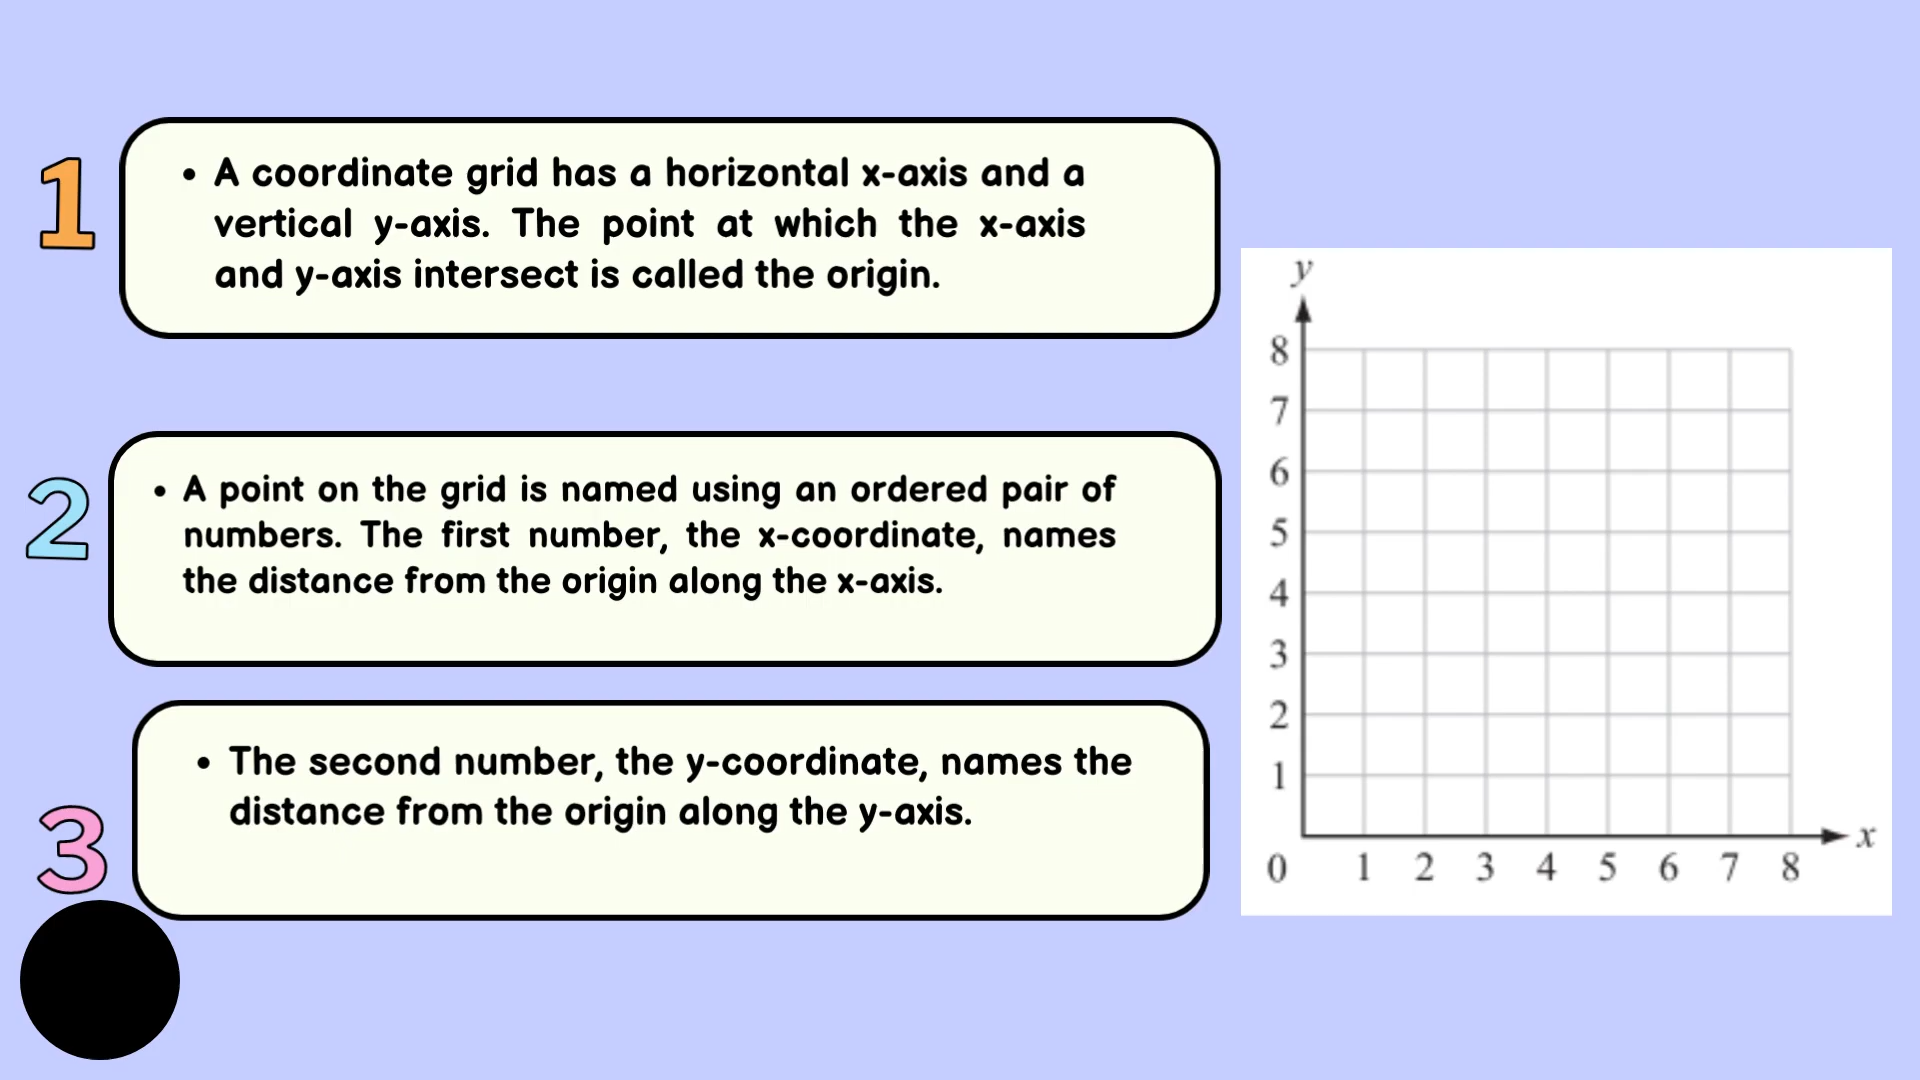 1
• A coordinate grid has a horizontal x-axis and a
vertical y-axis. The point at which the x-axis
and y-axis intersect is called the origin.
2
• A point on the grid is named using an ordered pair of
numbers. The first number, the x-coordinate, names
the distance from the origin along the x-axis.
3
• The second number, the y-coordinate, names the
distance from the origin along the y-axis.
y
8
7
6
5
4
3
2
1
x
0 1 2 3 4 5 6 7 8